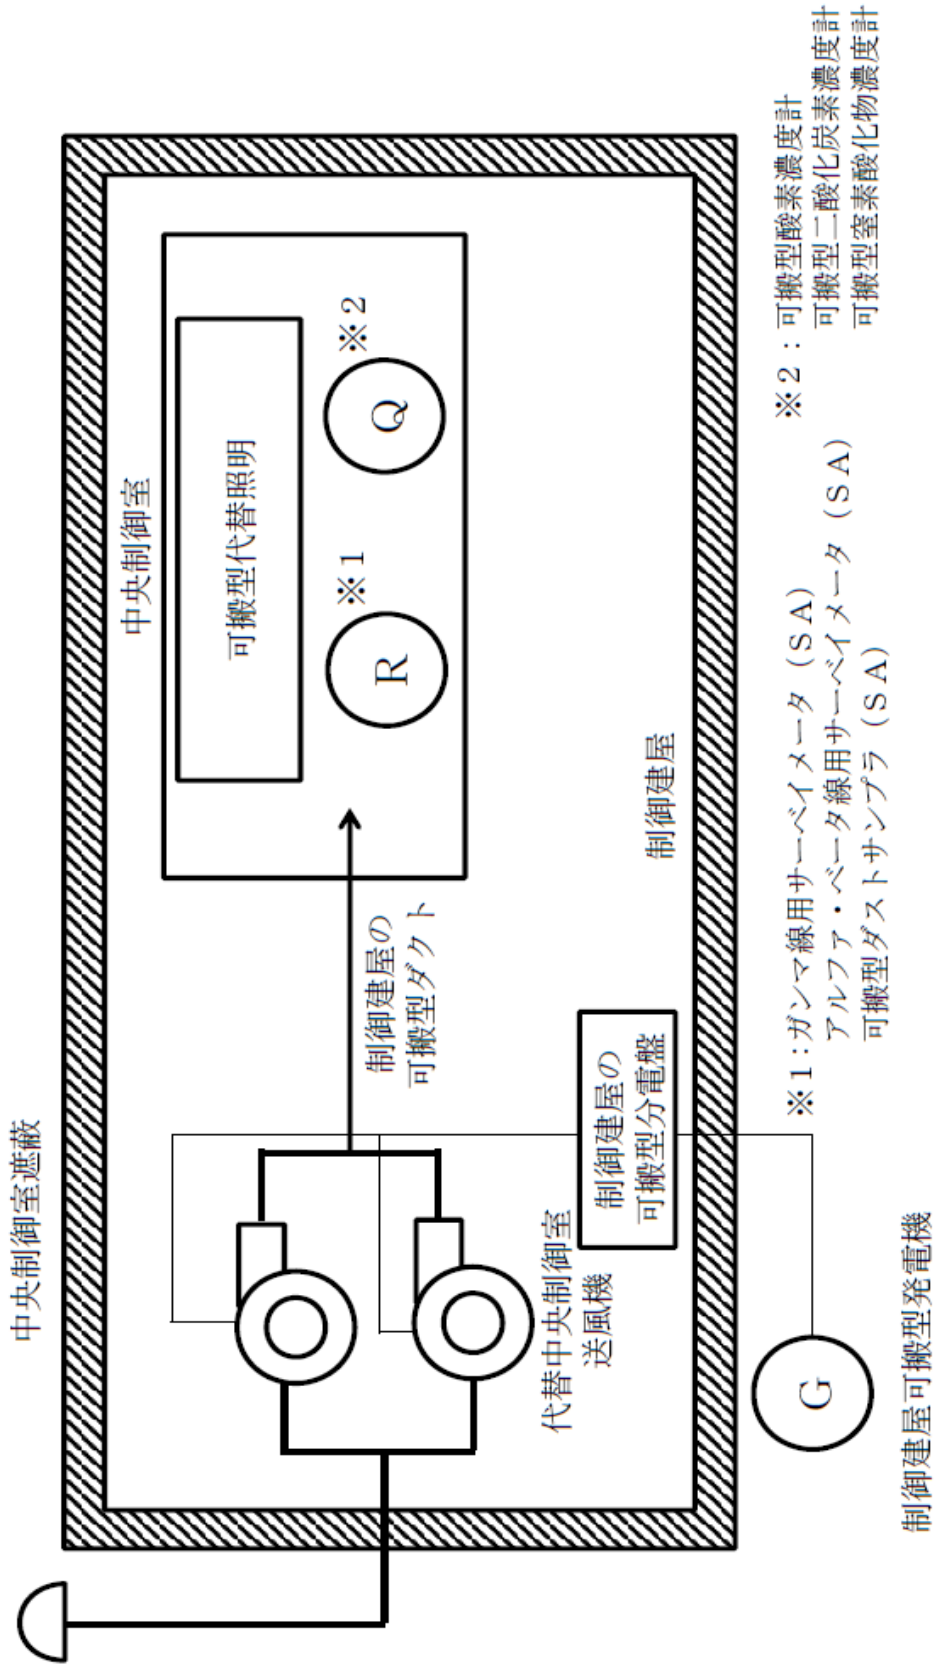 中央制御室遮蔽
中央制御室
可搬型代替照明
R
※1
Q
※2
制御建屋の
可搬型ダクト
制御建屋
代替中央制御室
送風機
制御建屋の
可搬型分電盤
G
制御建屋可搬型発電機
※1:ガンマ線用サーベイメータ(SA)
アルファ・ベータ線用サーベイメータ(SA)
可搬型ダストサンプラ(SA)
※2:可搬型酸素濃度計
可搬型二酸化炭素濃度計
可搬型窒素酸化物濃度計